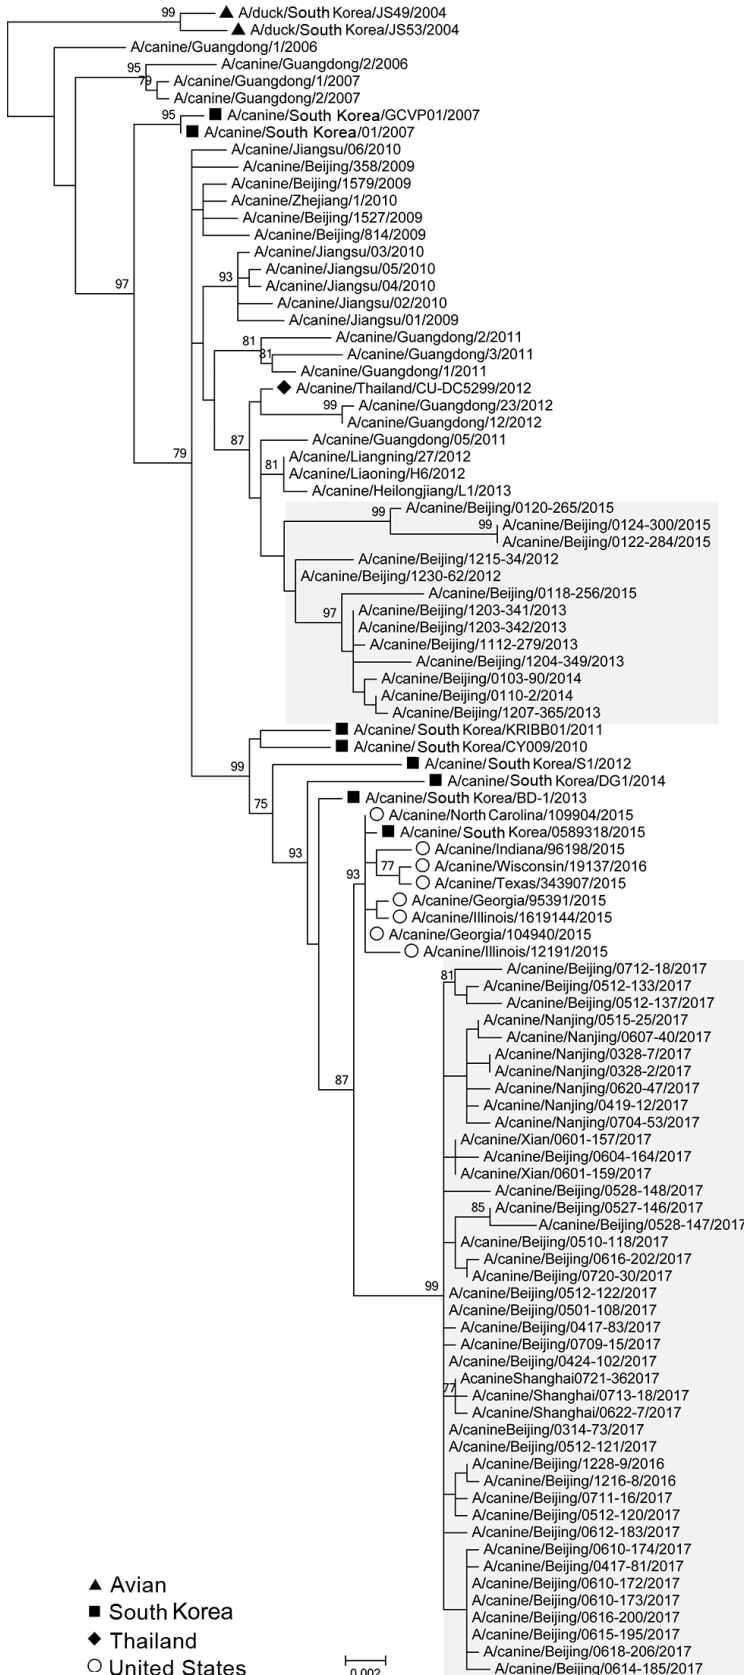 99
A/duck/South Korea/JS49/2004
A/duck/South Korea/JS53/2004
A/canine/Guangdong/1/2006
95
A/canine/Guangdong/2/2006
79
A/canine/Guangdong/1/2007
A/canine/Guangdong/2/2007
95
A/canine/South Korea/GCVP01/2007
A/canine/South Korea/01/2007
A/canine/Jiangsu/06/2010
A/canine/Beijing/358/2009
A/canine/Beijing/1579/2009
A/canine/Zhejiang/1/2010
A/canine/Beijing/1527/2009
A/canine/Beijing/814/2009
A/canine/Jiangsu/03/2010
93
A/canine/Jiangsu/05/2010
97
A/canine/Jiangsu/04/2010
A/canine/Jiangsu/02/2010
A/canine/Jiangsu/01/2009
81
A/canine/Guangdong/2/2011
81
A/canine/Guangdong/3/2011
A/canine/Guangdong/1/2011
A/canine/Thailand/CU-DC5299/2012
99
A/canine/Guangdong/23/2012
A/canine/Guangdong/12/2012
87
A/canine/Guangdong/05/2011
79
A/canine/Liangning/27/2012
81
A/canine/Liaoning/H6/2012
A/canine/Heilongjiang/L1/2013
99
A/canine/Beijing/0120-265/2015
99
A/canine/Beijing/0124-300/2015
A/canine/Beijing/0122-284/2015
A/canine/Beijing/1215-34/2012
A/canine/Beijing/1230-62/2012
A/canine/Beijing/0118-256/2015
97
A/canine/Beijing/1203-341/2013
A/canine/Beijing/1203-342/2013
A/canine/Beijing/1112-279/2013
A/canine/Beijing/1204-349/2013
A/canine/Beijing/0103-90/2014
A/canine/Beijing/0110-2/2014
A/canine/Beijing/1207-365/2013
A/canine/South Korea/KRIBB01/2011
A/canine/South Korea/CY009/2010
99
A/canine/South Korea/S1/2012
A/canine/South Korea/DG1/2014
75
A/canine/South Korea/BD-1/2013
A/canine/North Carolina/109904/2015
A/canine/South Korea/0589318/2015
93
A/canine/Indiana/96198/2015
77
A/canine/Wisconsin/19137/2016
93
A/canine/Texas/343907/2015
A/canine/Georgia/95391/2015
A/canine/Illinois/1619144/2015
A/canine/Georgia/104940/2015
A/canine/Illinois/12191/2015
81
A/canine/Beijing/0712-18/2017
A/canine/Beijing/0512-133/2017
A/canine/Beijing/0512-137/2017
A/canine/Nanjing/0515-25/2017
A/canine/Nanjing/0607-40/2017
A/canine/Nanjing/0328-7/2017
A/canine/Nanjing/0328-2/2017
87
A/canine/Nanjing/0620-47/2017
A/canine/Nanjing/0419-12/2017
A/canine/Nanjing/0704-53/2017
A/canine/Xian/0601-157/2017
A/canine/Beijing/0604-164/2017
A/canine/Xian/0601-159/2017
A/canine/Beijing/0528-148/2017
85
A/canine/Beijing/0527-146/2017
A/canine/Beijing/0528-147/2017
A/canine/Beijing/0510-118/2017
A/canine/Beijing/0616-202/2017
A/canine/Beijing/0720-30/2017
99
A/canine/Beijing/0512-122/2017
A/canine/Beijing/0501-108/2017
A/canine/Beijing/0417-83/2017
A/canine/Beijing/0709-15/2017
A/canine/Beijing/0424-102/2017
AcanineShanghai0721-362017
77
A/canine/Shanghai/0713-18/2017
A/canine/Shanghai/0622-7/2017
A/canineBeijing/0314-73/2017
A/canine/Beijing/0512-121/2017
A/canine/Beijing/1228-9/2016
A/canine/Beijing/1216-8/2016
A/canine/Beijing/0711-16/2017
A/canine/Beijing/0512-120/2017
A/canine/Beijing/0612-183/2017
A/canine/Beijing/0610-174/2017
A/canine/Beijing/0417-81/2017
A/canine/Beijing/0610-172/2017
A/canine/Beijing/0610-173/2017
A/canine/Beijing/0616-200/2017
A/canine/Beijing/0615-195/2017
A/canine/Beijing/0618-206/2017
A/canine/Beijing/0614-185/2017
Avian
South Korea
Thailand
United States
0.002